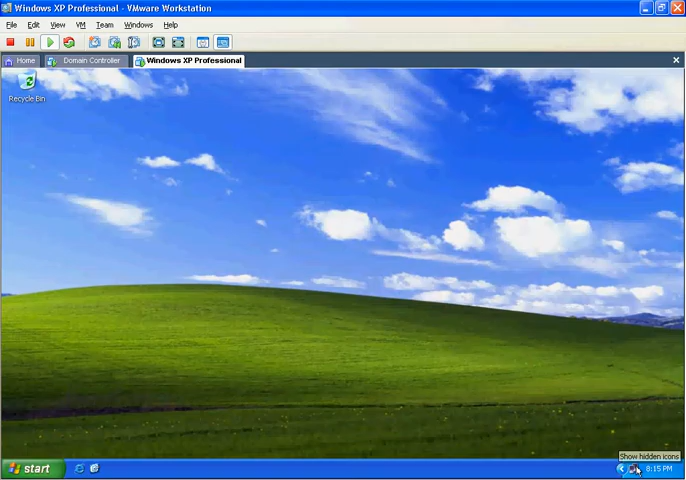 Windows XP Professional - VMware Workstation
File Edit View VM Team Windows Help
Home Domain Controller Windows XP Professional
Recycle Bin
Show hidden icons
start 8:15 PM